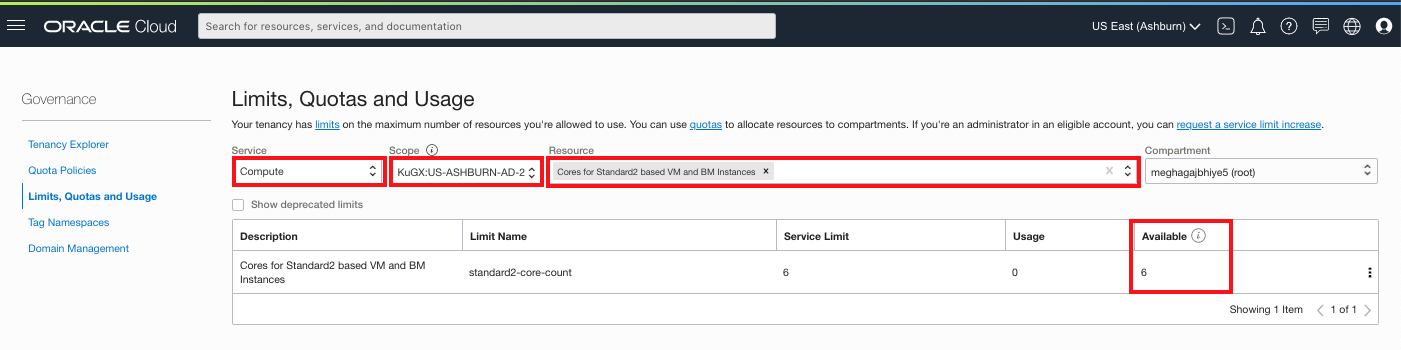 ORACLE Cloud
Search for resources, services, and documentation
US East (Ashburn)
Governance
Tenancy Explorer
Quota Policies
Limits, Quotas and Usage
Tag Namespaces
Domain Management
Limits, Quotas and Usage
Your tenancy has limits on the maximum number of resources you're allowed to use. You can use quotas to allocate resources to compartments. If you're an administrator in an eligible account, you can request a service limit increase.
Service
Compute
Scope i
KuGX:US-ASHBURN-AD-2
Resource
Cores for Standard2 based VM and BM Instances ×
Compartment
meghagajbhiye5 (root)
Show deprecated limits
Description Limit Name Service Limit Usage Available i
Cores for Standard2 based VM and BM
Instances
standard2-core-count 6 0 6
Showing 1 Item < 1 of 1 >